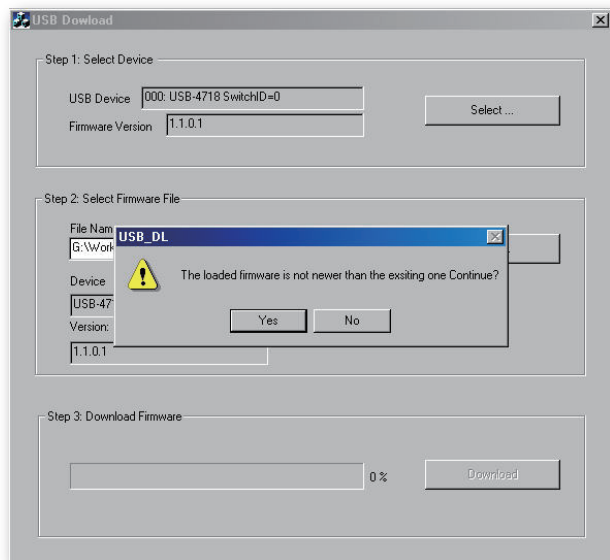 USB Dowload
Step 1: Select Device
USB Device 000: USB-4718 SwitchID=0
Select ...
Firmware Version 1.1.0.1
Step 2: Select Firmware File
File Nam
G:\Work
USB_DL
The loaded firmware is not newer than the exsiting one Continue?
Yes No
Device
USB-47
Version:
1.1.0.1
Step 3: Download Firmware
0 %
Download